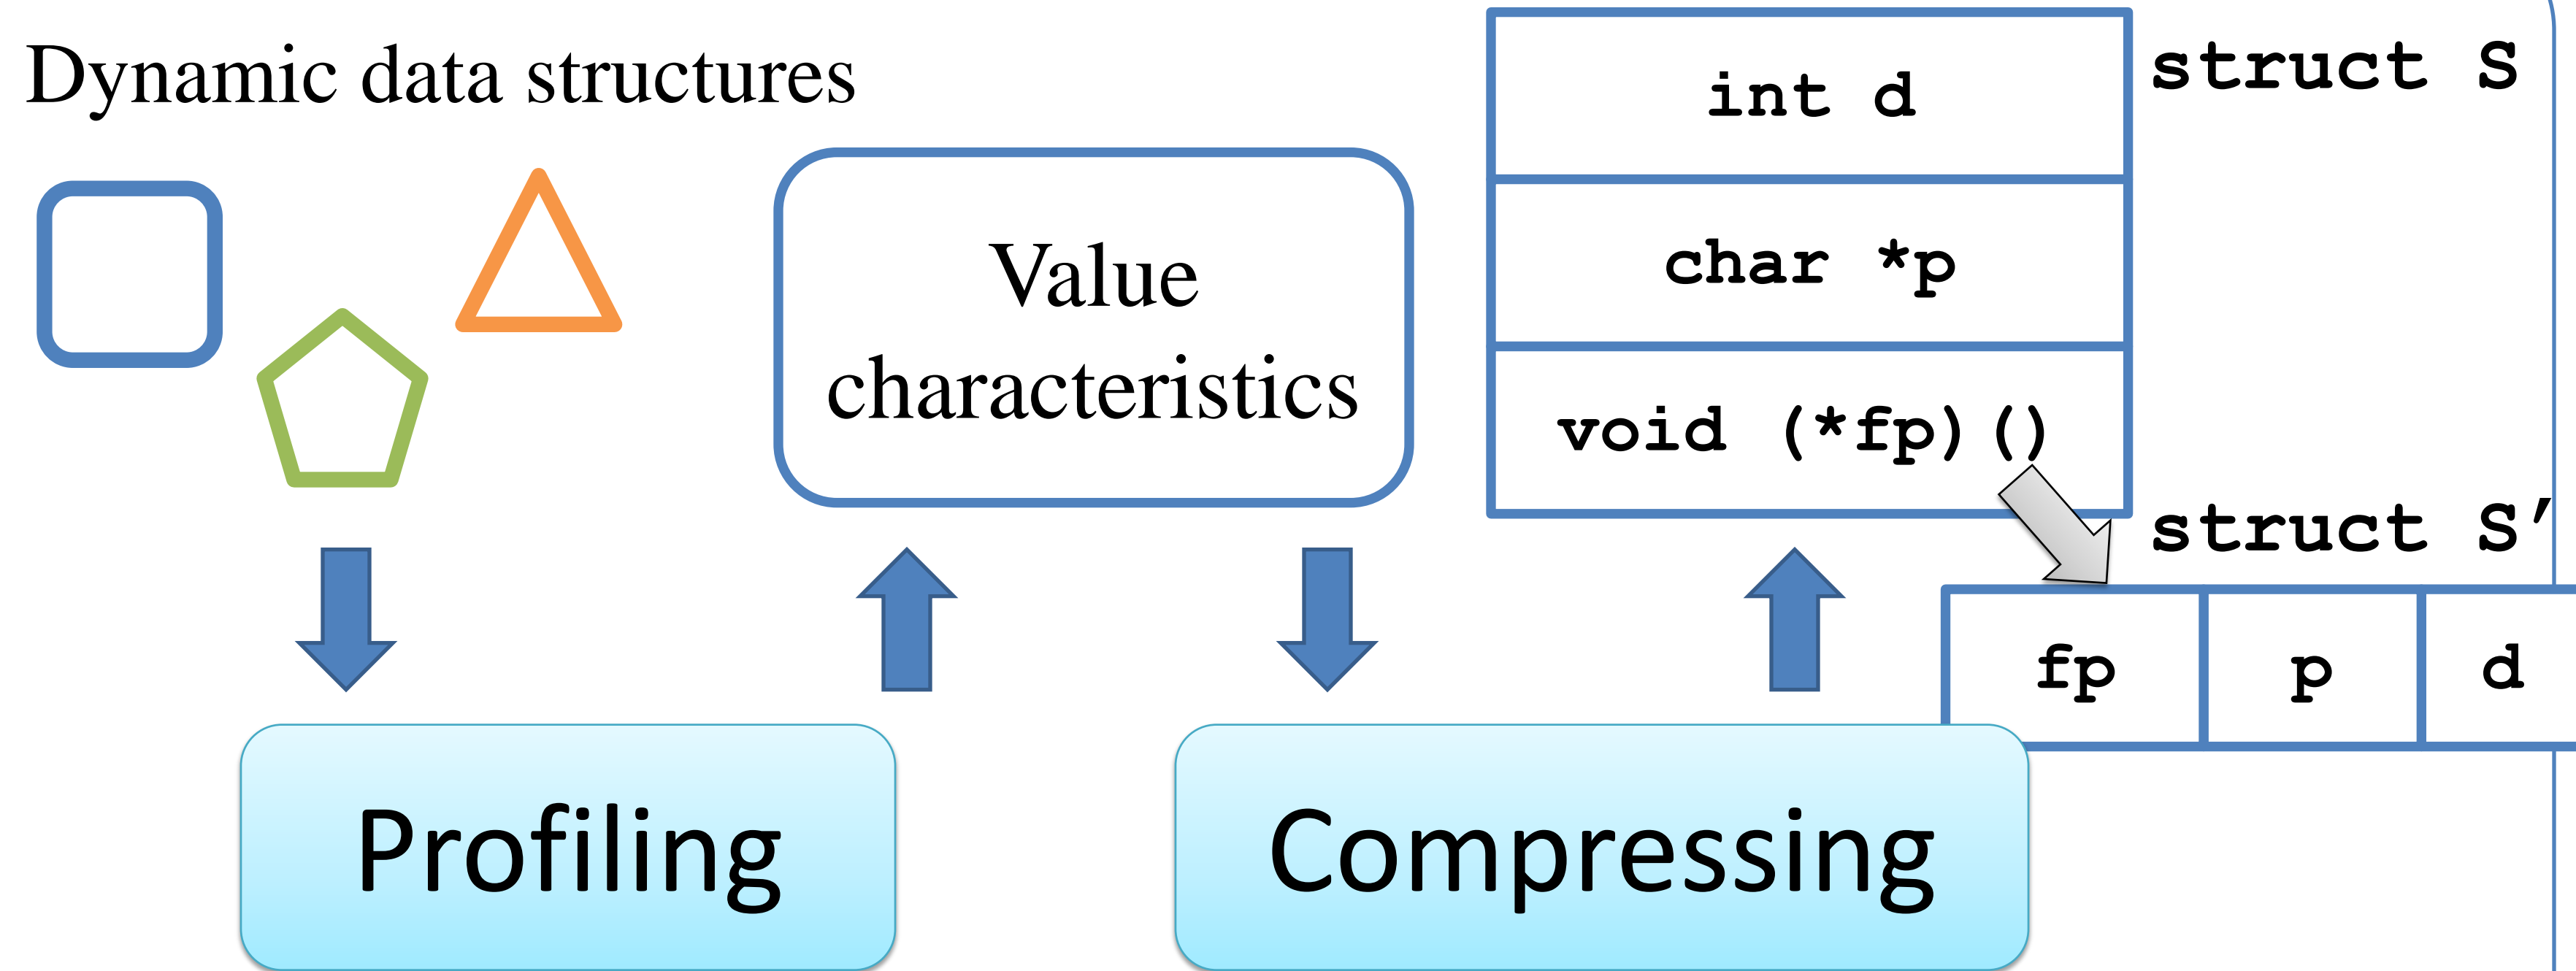 Dynamic data structures
Value
characteristics
int d
char *p
void (*fp)()
struct S
struct S'
fp
p
d
Profiling
Compressing